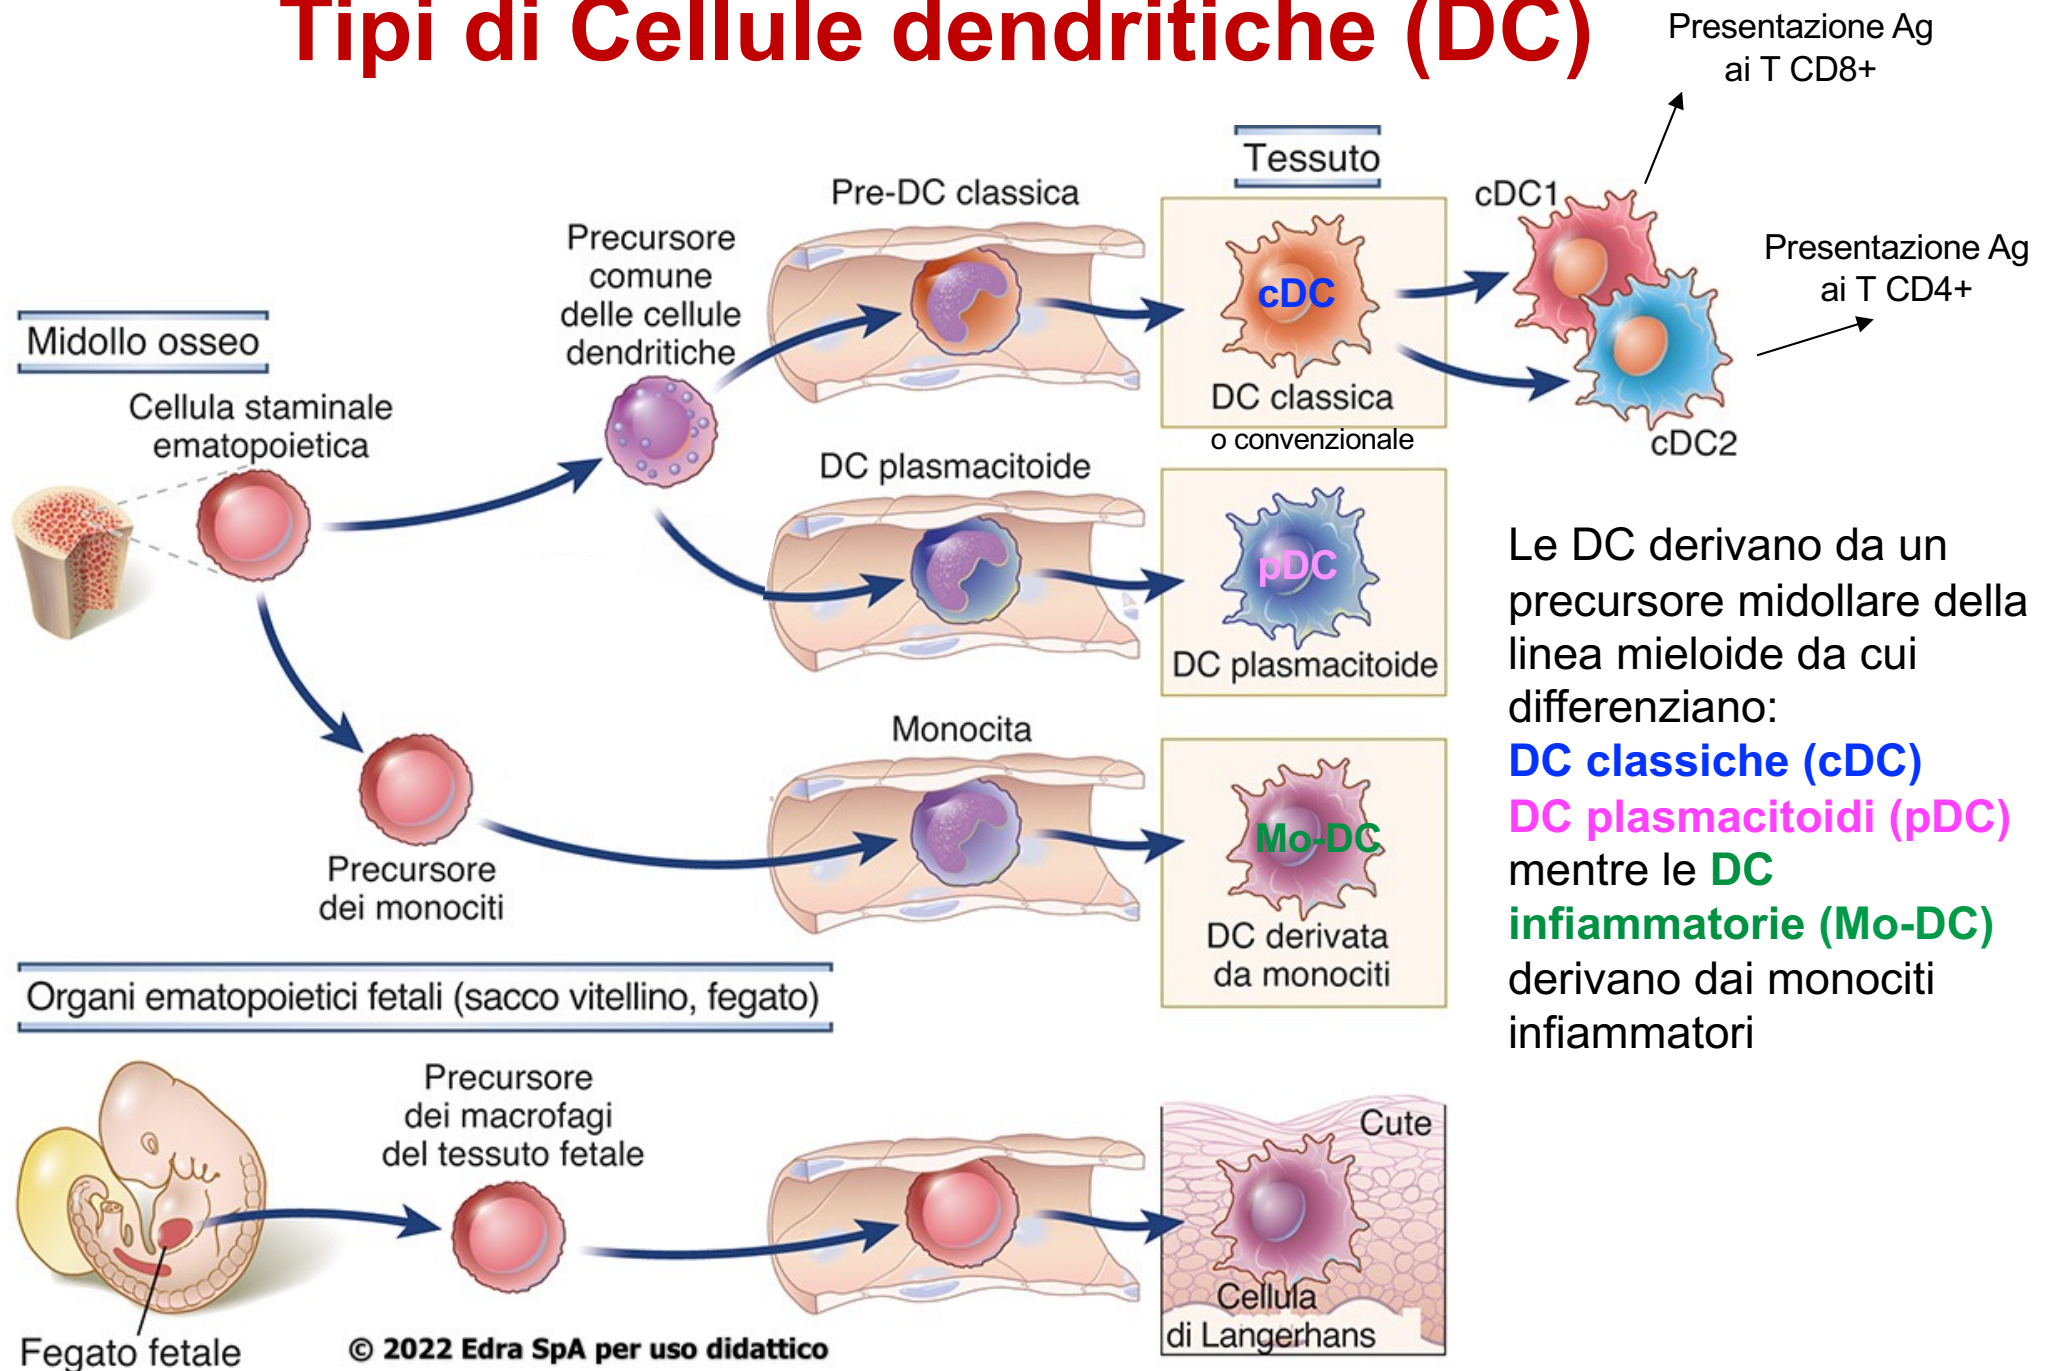 Tipi di Cellule dendritiche (DC)
Presentazione Ag
ai T CD8+
Tessuto
Pre-DC classica
cDC1
Precursore
comune
delle cellule
dendritiche
Presentazione Ag
ai T CD4+
cDC
Midollo osseo
Cellula staminale
ematopoietica
DC classica
o convenzionale
cDC2
DC plasmacitoide
pDC
DC plasmacitoide
Le DC derivano da un
precursore midollare della
linea mieloide da cui
differenziano:
DC classiche (cDC)
DC plasmacitoidi (pDC)
mentre le DC
infiammatorie (Mo-DC)
derivano dai monociti
infiammatori
Monocita
Mo-DC
Precursore
dei monociti
DC derivata
da monociti
Organi ematopoietici fetali (sacco vitellino, fegato)
Precursore
dei macrofagi
del tessuto fetale
Cute
Cellula
di Langerhans
Fegato fetale
© 2022 Edra SpA per uso didattico